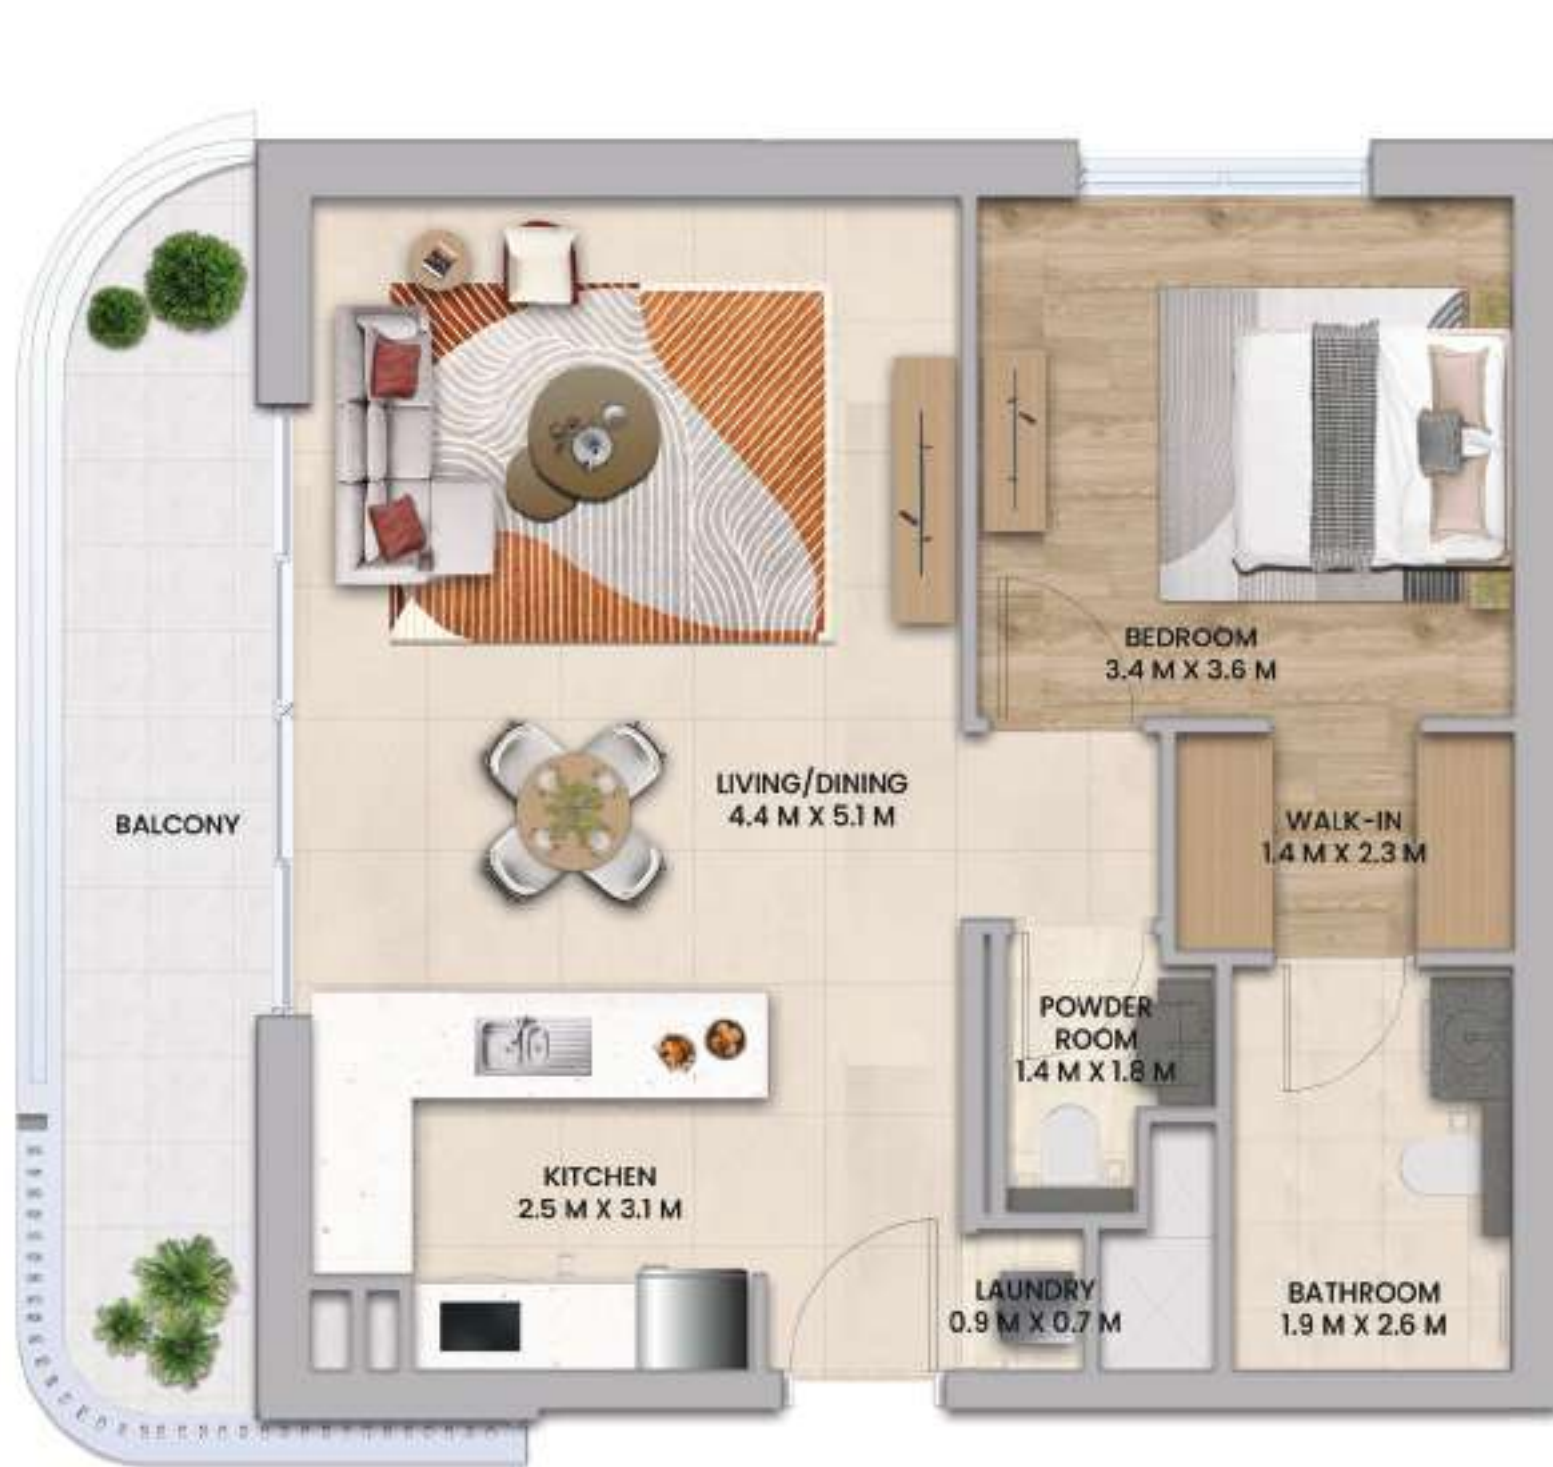 BEDROOM
3.4 M X 3.6 M
LIVING/DINING
4.4 M X 5.1 M
BALCONY
WALK-IN
1.4 M X 2.3 M
POWDER
ROOM
1.4 M X 1.8 M
KITCHEN
2.5 M X 3.1 M
LAUNDRY
0.9 M X 0.7 M
BATHROOM
1.9 M X 2.6 M